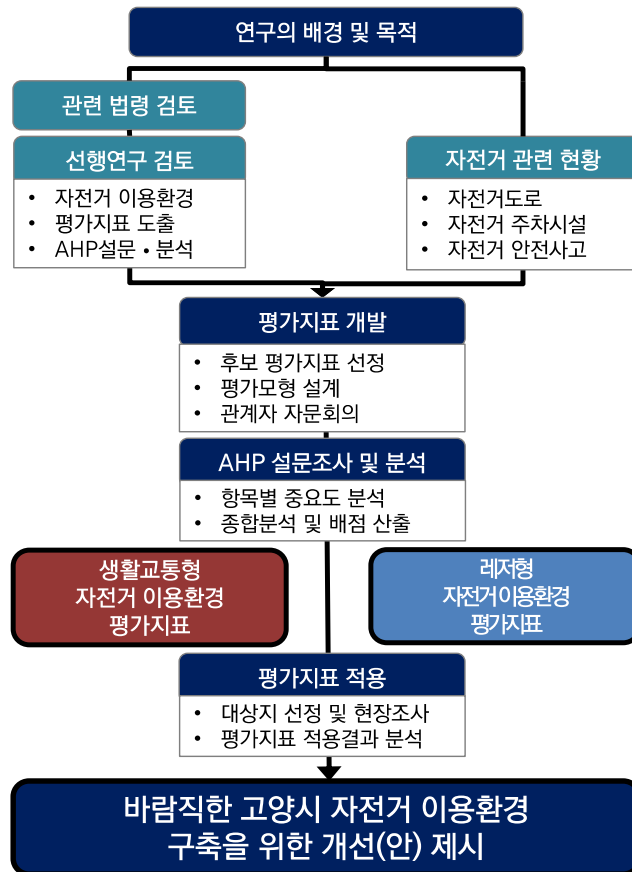 연구의 배경 및 목적
관련 법령 검토
선행연구 검토
• 자전거 이용환경
• 평가지표 도출
• AHP설문 • 분석
자전거 관련 현황
• 자전거도로
• 자전거 주차시설
• 자전거 안전사고
평가지표 개발
• 후보 평가지표 선정
• 평가모형 설계
• 관계자 자문회의
AHP 설문조사 및 분석
• 항목별 중요도 분석
• 종합분석 및 배점 산출
생활교통형
자전거 이용환경
평가지표
레저형
자전거 이용환경
평가지표
평가지표 적용
• 대상지 선정 및 현장조사
• 평가지표 적용결과 분석
바람직한 고양시 자전거 이용환경
구축을 위한 개선(안) 제시